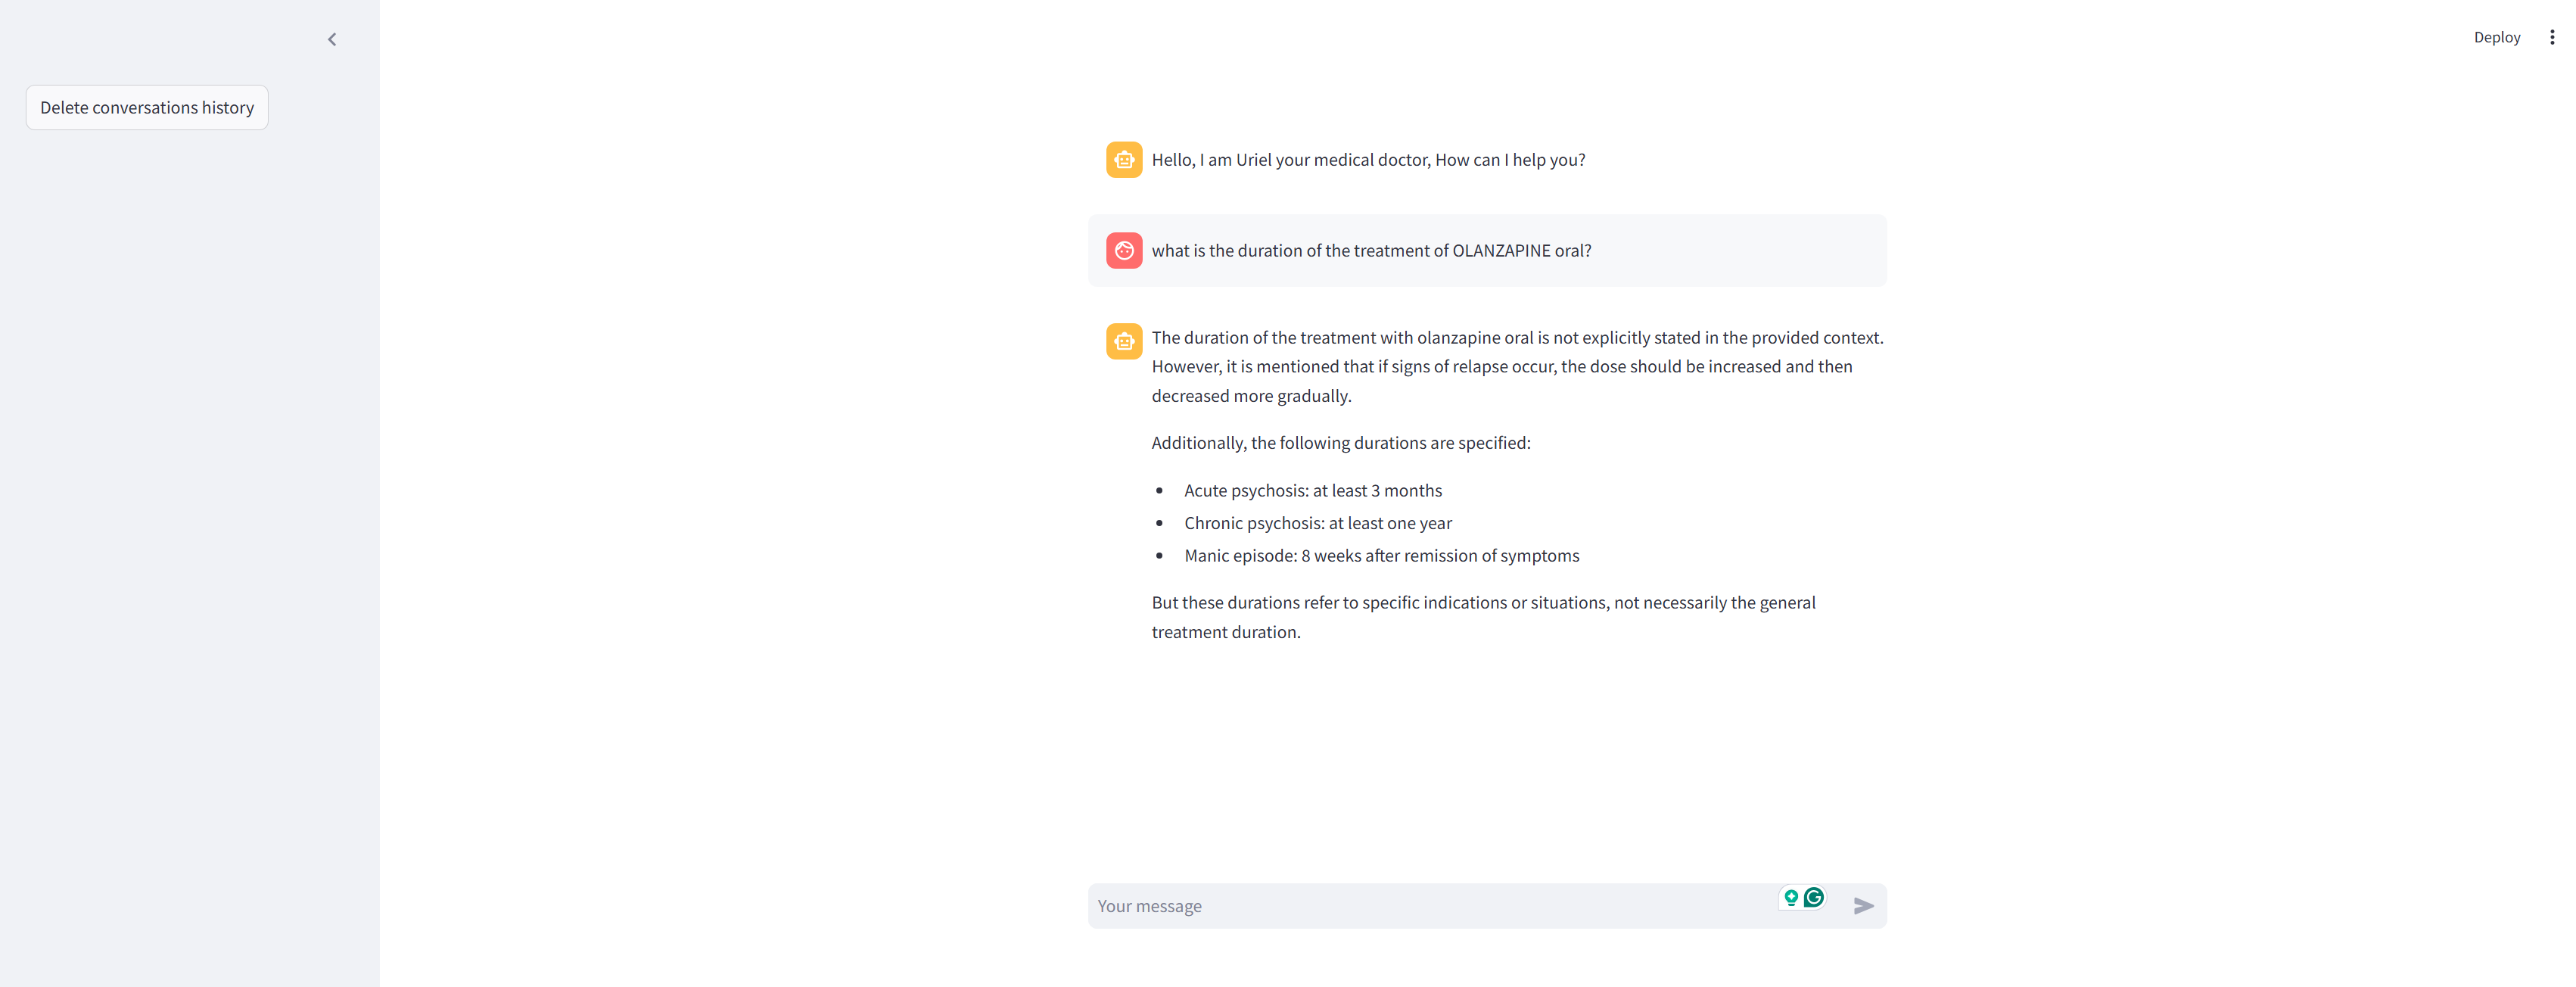 Deploy
Delete conversations history
Hello, I am Uriel your medical doctor, How can I help you?
what is the duration of the treatment of OLANZAPINE oral?
The duration of the treatment with olanzapine oral is not explicitly stated in the provided context.
However, it is mentioned that if signs of relapse occur, the dose should be increased and then
decreased more gradually.
Additionally, the following durations are specified:
• Acute psychosis: at least 3 months
• Chronic psychosis: at least one year
• Manic episode: 8 weeks after remission of symptoms
But these durations refer to specific indications or situations, not necessarily the general
treatment duration.
Your message